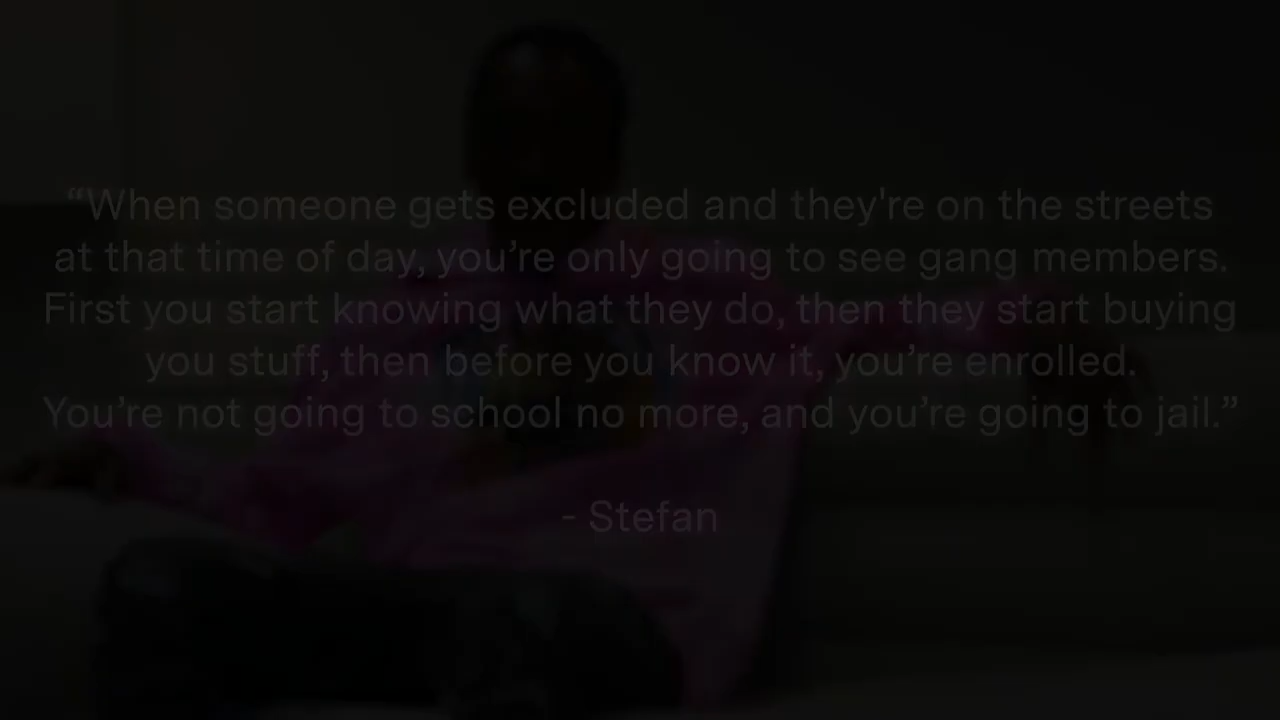 “When someone gets excluded and they're on the streets
at that time of day, you’re only going to see gang members.
First you start knowing what they do, then they start buying
you stuff, then before you know it, you’re enrolled.
You’re not going to school no more, and you’re going to jail.”
- Stefan